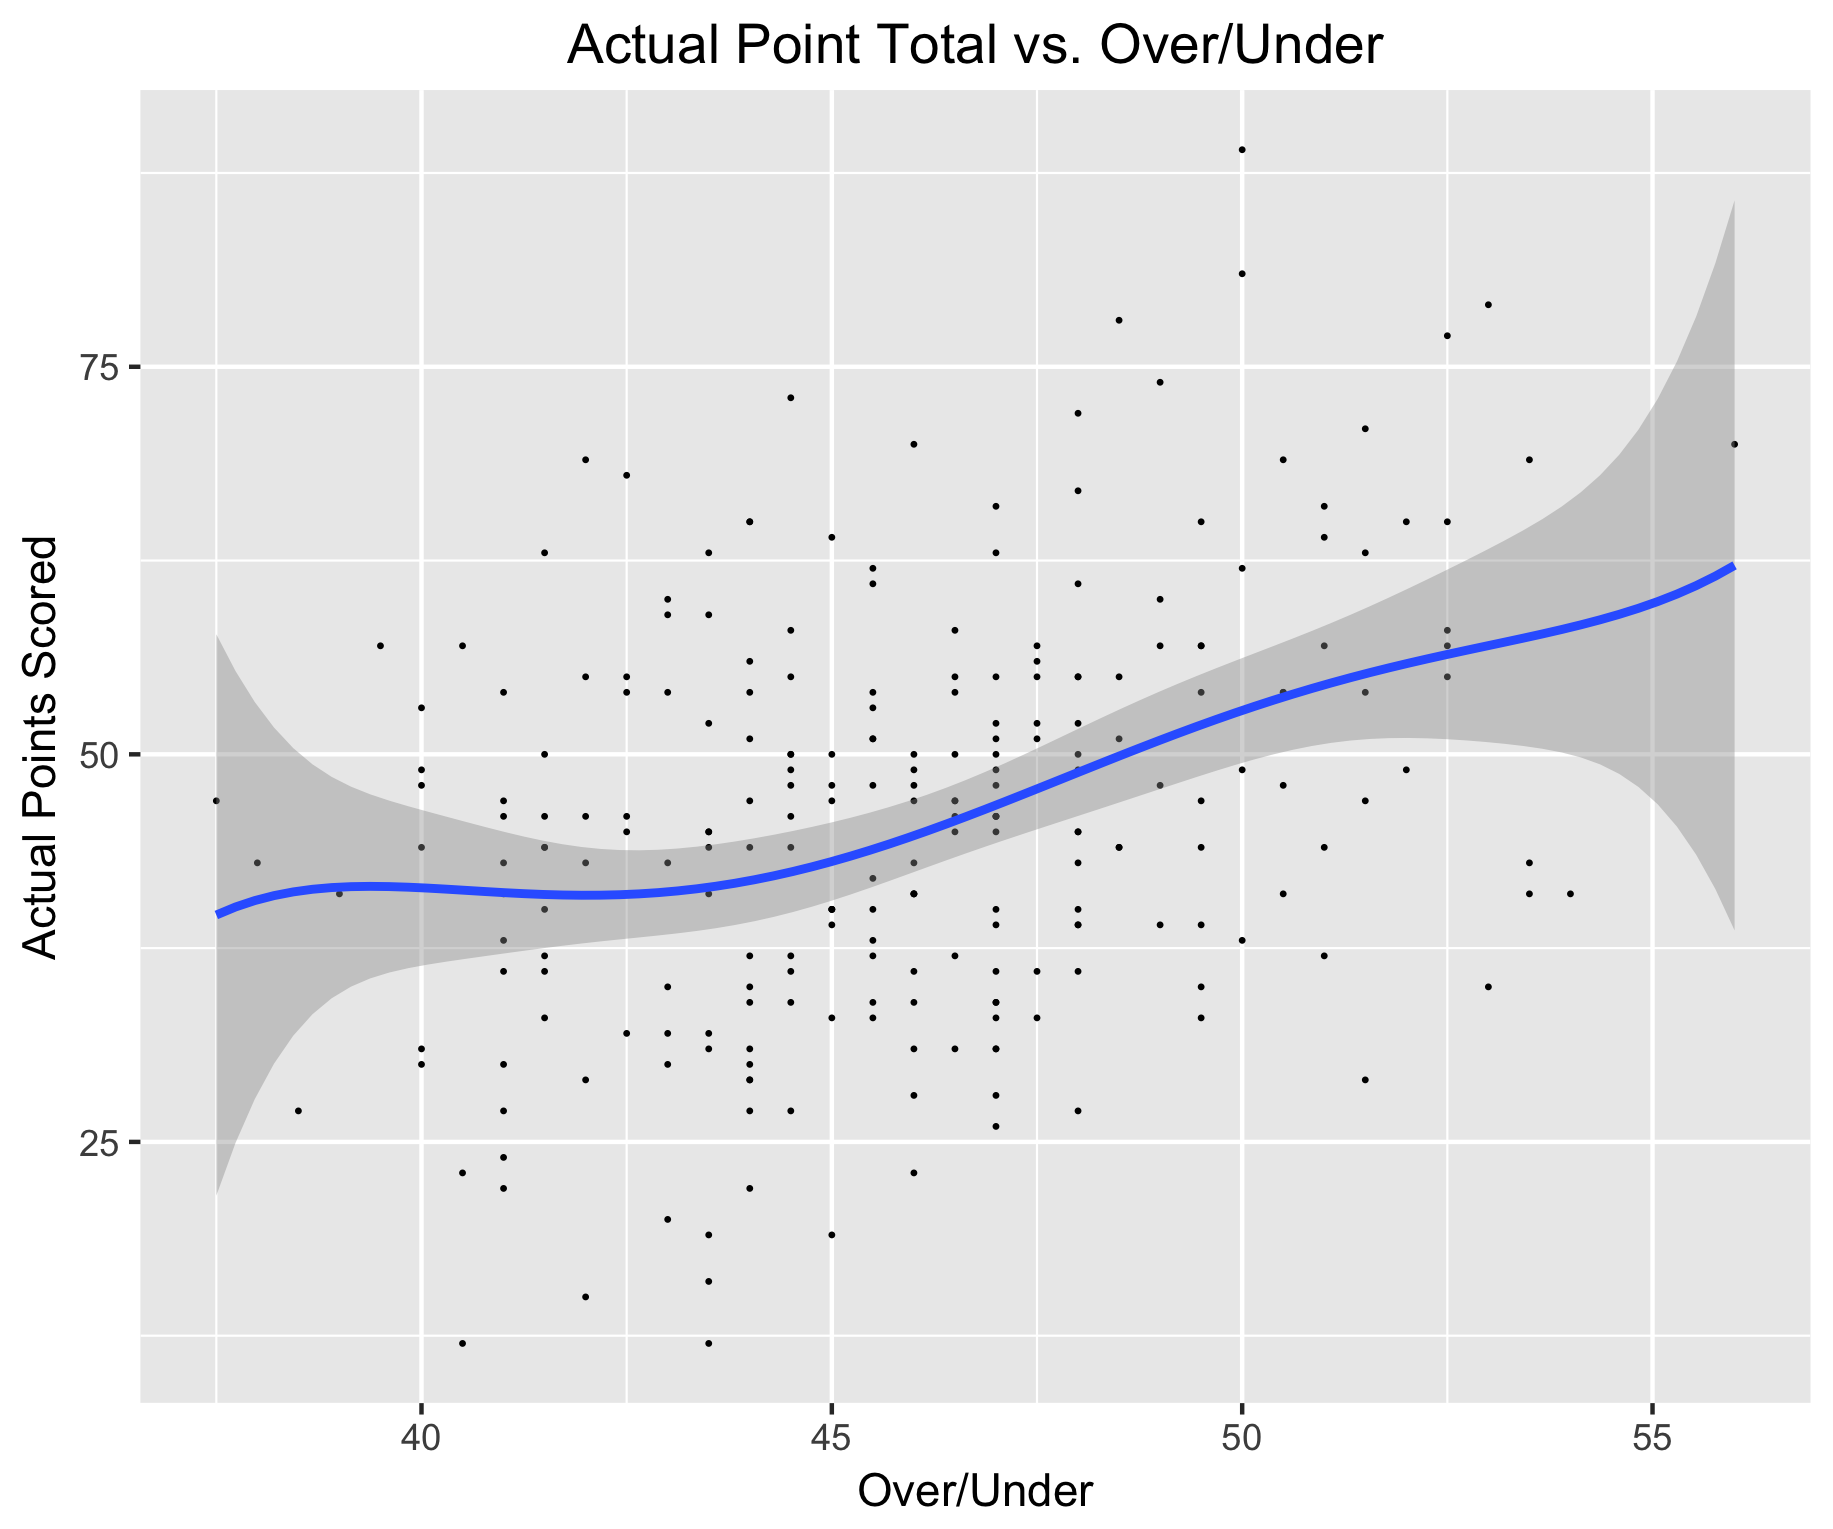 Actual Point Total vs. Over/Under
Actual Points Scored
75
50
25
40 45 50 55
Over/Under